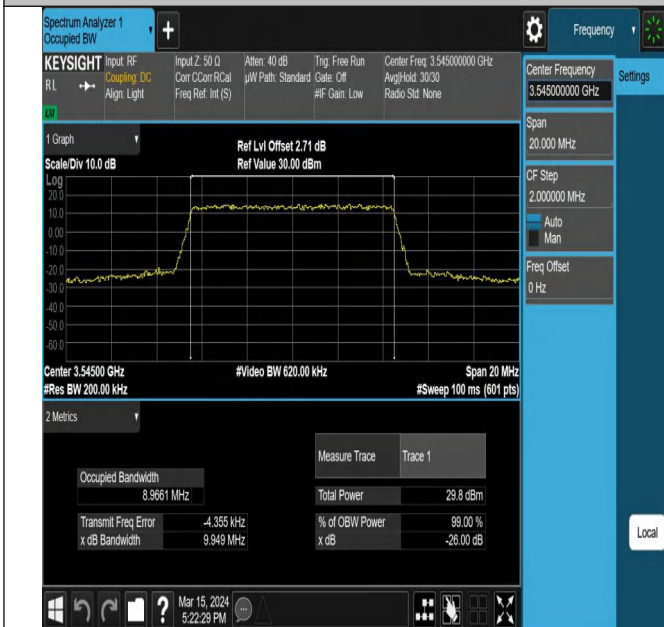 Spectrum Analyzer 1
Occupied BW
+
Frequency
KEYSIGHT
RL
LXI
Input: RF
Coupling: DC
Align: Light
Input Z: 50 Ω
Corr CCorr RCal
Freq Ref: Int (S)
Atten: 40 dB
µW Path: Standard
Trig: Free Run
Gate: Off
#IF Gain: Low
Center Freq: 3.545000000 GHz
Avg|Hold: 30/30
Radio Std: None
Center Frequency
3.545000000 GHz
Settings
Span
20.000 MHz
CF Step
2.000000 MHz
Auto
Man
Freq Offset
0 Hz
Local
1 Graph
Scale/Div 10.0 dB
Ref Lvl Offset 2.71 dB
Ref Value 30.00 dBm
Log
20.0
10.0
0.00
-10.0
-20.0
-30.0
-40.0
-50.0
-60.0
Center 3.54500 GHz
#Res BW 200.00 kHz
#Video BW 620.00 kHz
Span 20 MHz
#Sweep 100 ms (601 pts)
2 Metrics
Measure Trace Trace 1
Occupied Bandwidth
8.9661 MHz
Total Power 29.8 dBm
Transmit Freq Error -4.355 kHz
% of OBW Power 99.00 %
x dB Bandwidth 9.949 MHz
x dB -26.00 dB
?
Mar 15, 2024
5:22:29 PM